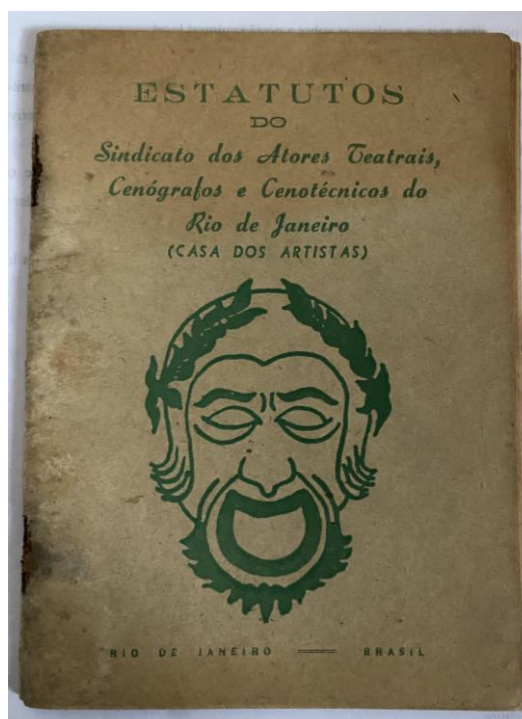 ESTATUTOS
DO
Sindicato dos Atores Teatrais,
Cenógrafos e Cenotécnicos do
Rio de Janeiro
(CASA DOS ARTISTAS)
RIO DE JANEIRO —— BRASIL